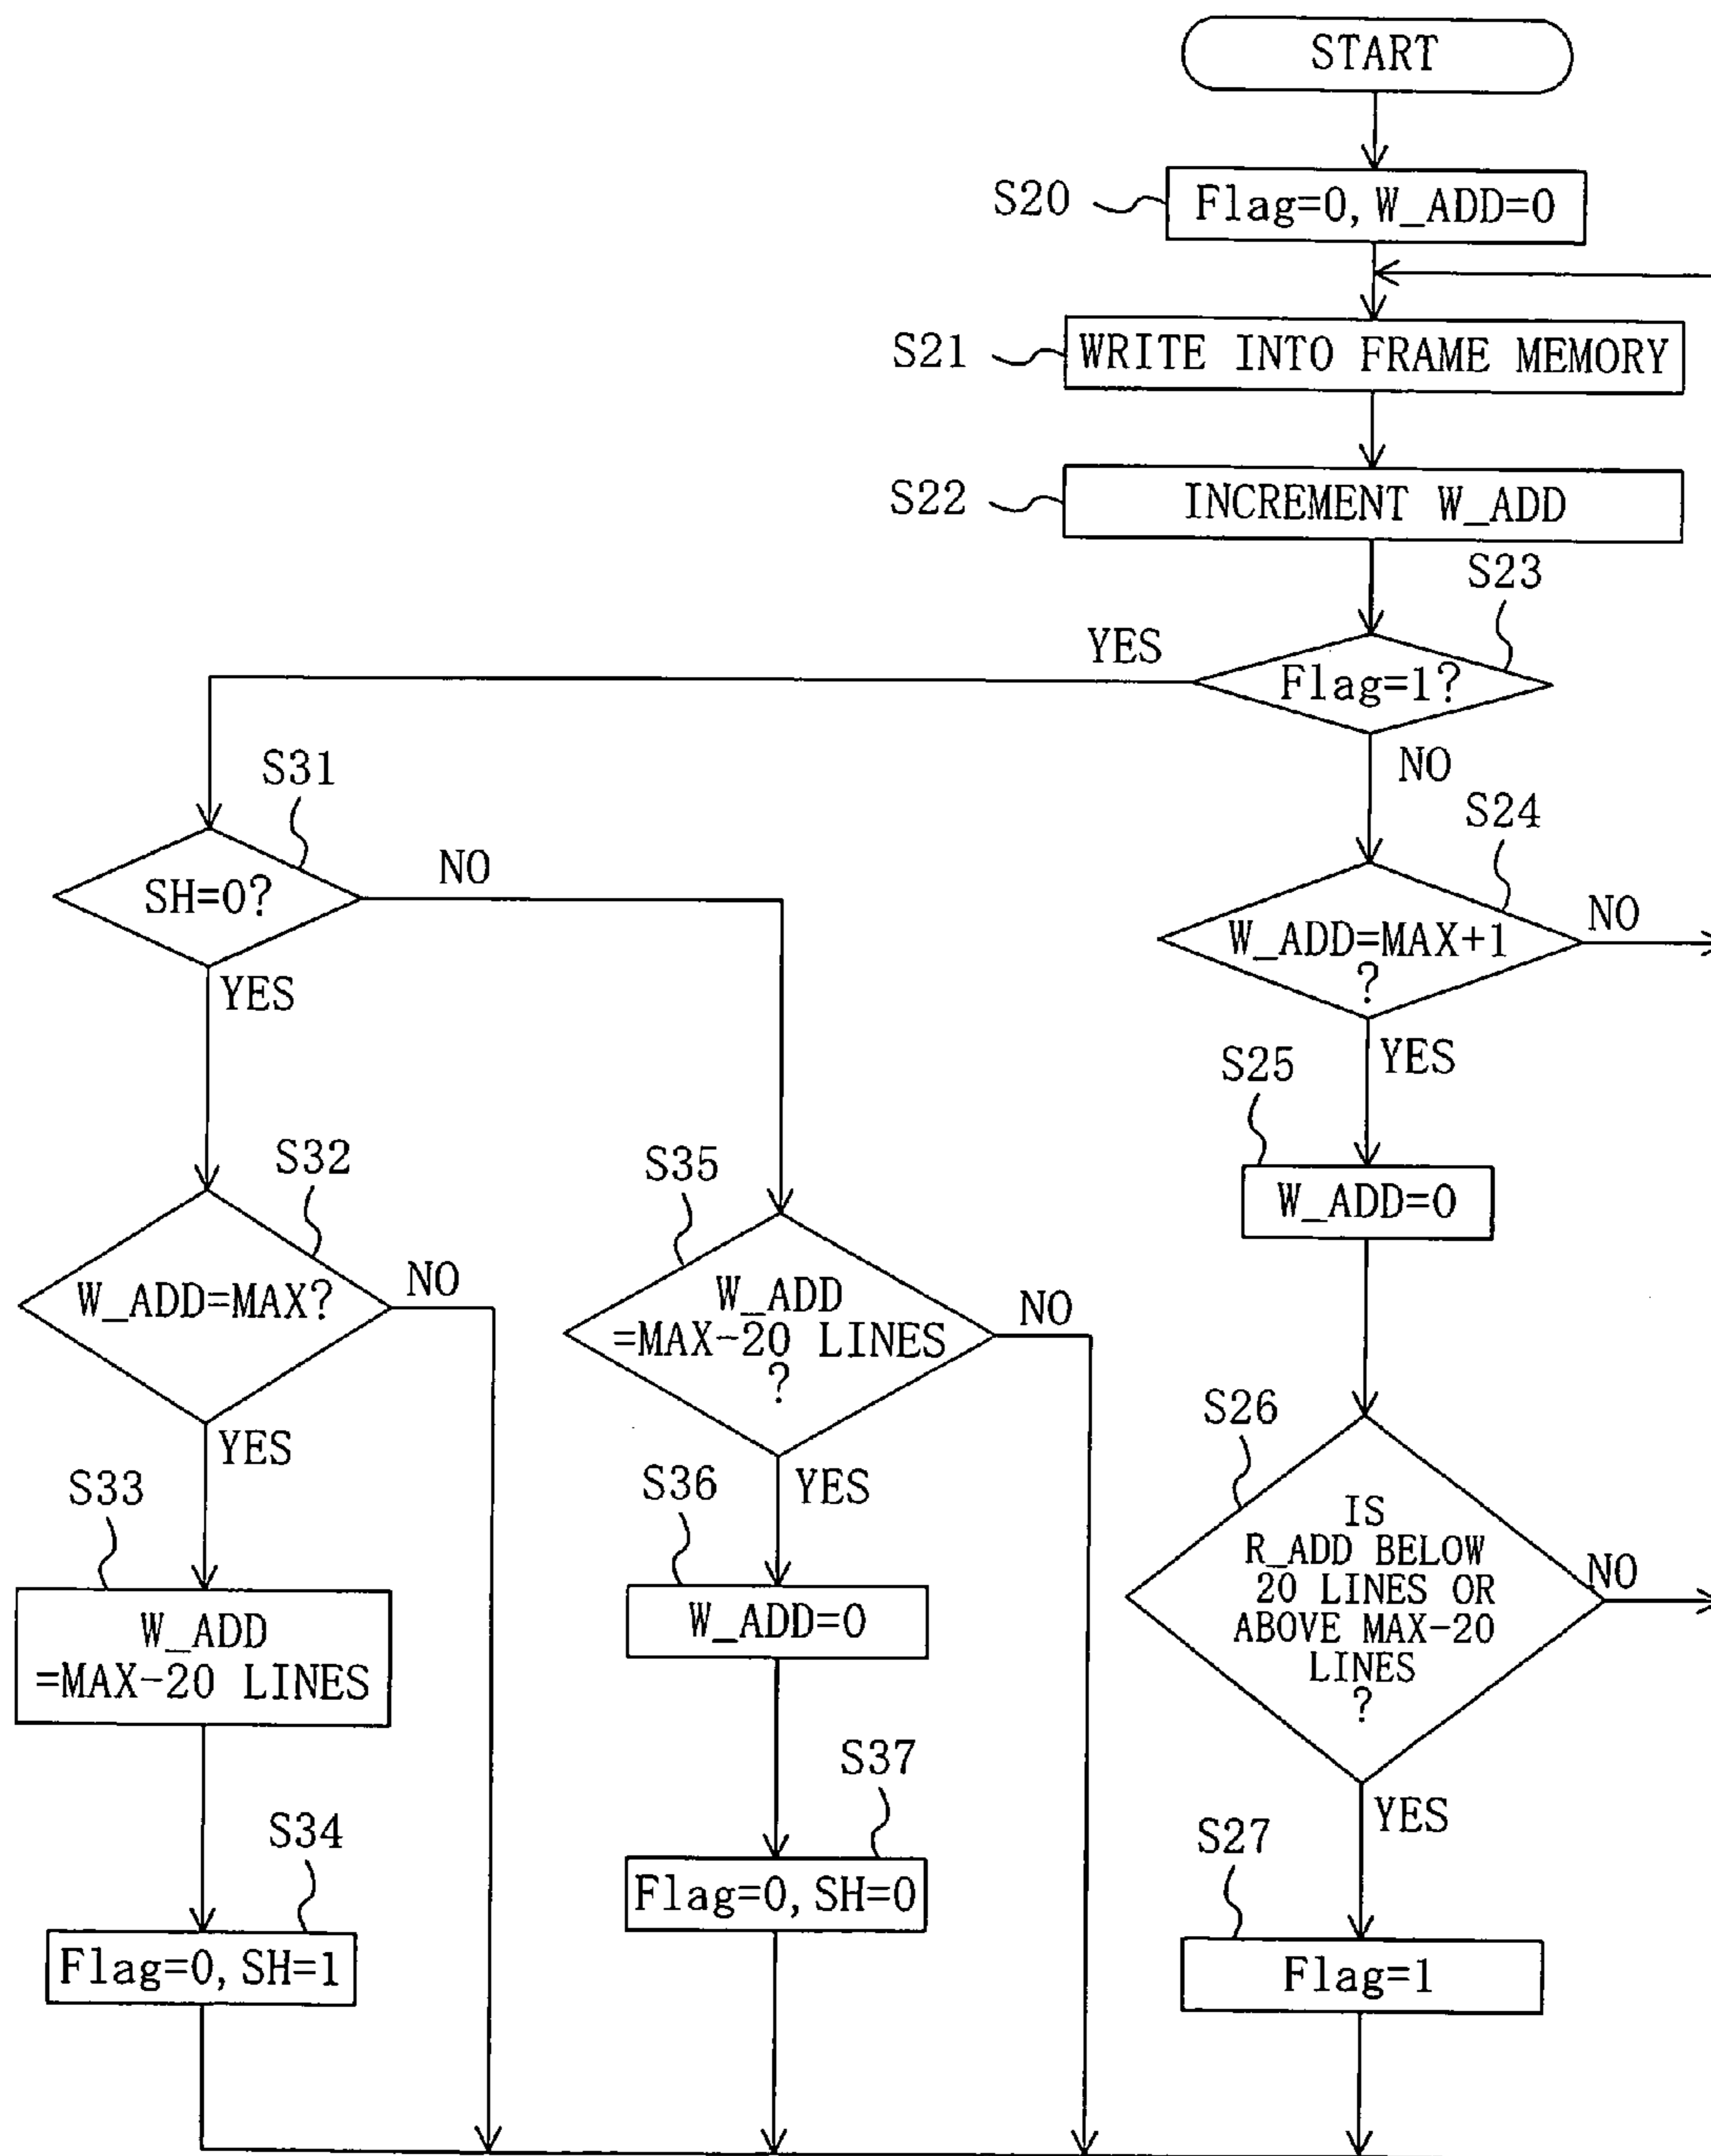 START
S20
Flag=0, W_ADD=0
S21
WRITE INTO FRAME MEMORY
S22
INCREMENT W_ADD
S23
YES
Flag=1?
NO
S31
SH=0?
NO
YES
S24
W_ADD=MAX+1
?
NO
YES
S25
W_ADD=0
S32
W_ADD=MAX?
NO
YES
S35
W_ADD
=MAX-20 LINES
?
NO
YES
S26
IS
R_ADD BELOW
20 LINES OR
ABOVE MAX-20
LINES
?
NO
YES
S33
W_ADD
=MAX-20 LINES
S36
W_ADD=0
S34
Flag=0, SH=1
S37
Flag=0, SH=0
S27
Flag=1